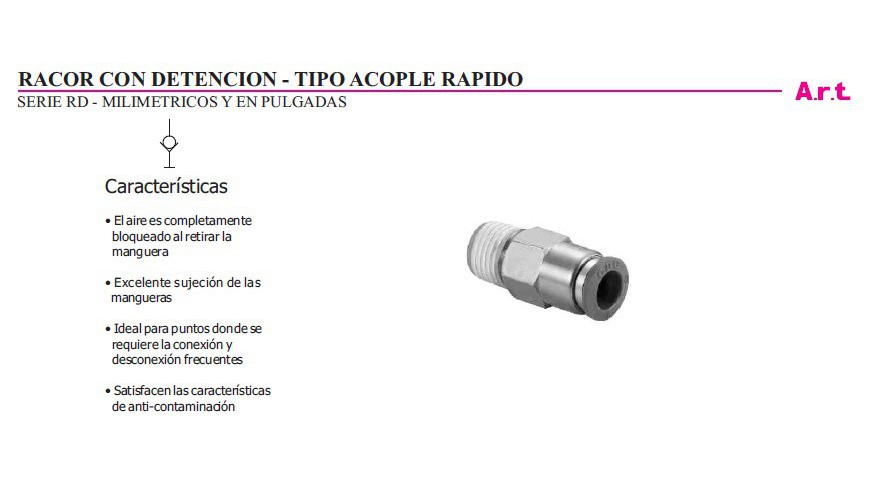 RACOR CON DETENCION - TIPO ACOPLE RAPIDO
SERIE RD - MILIMETRICOS Y EN PULGADAS
A.r.t.
Características
• El aire es completamente
bloqueado al retirar la
manguera
• Excelente sujeción de las
mangueras
• Ideal para puntos donde se
requiere la conexión y
desconexión frecuentes
• Satisfacen las características
de anti-contaminación